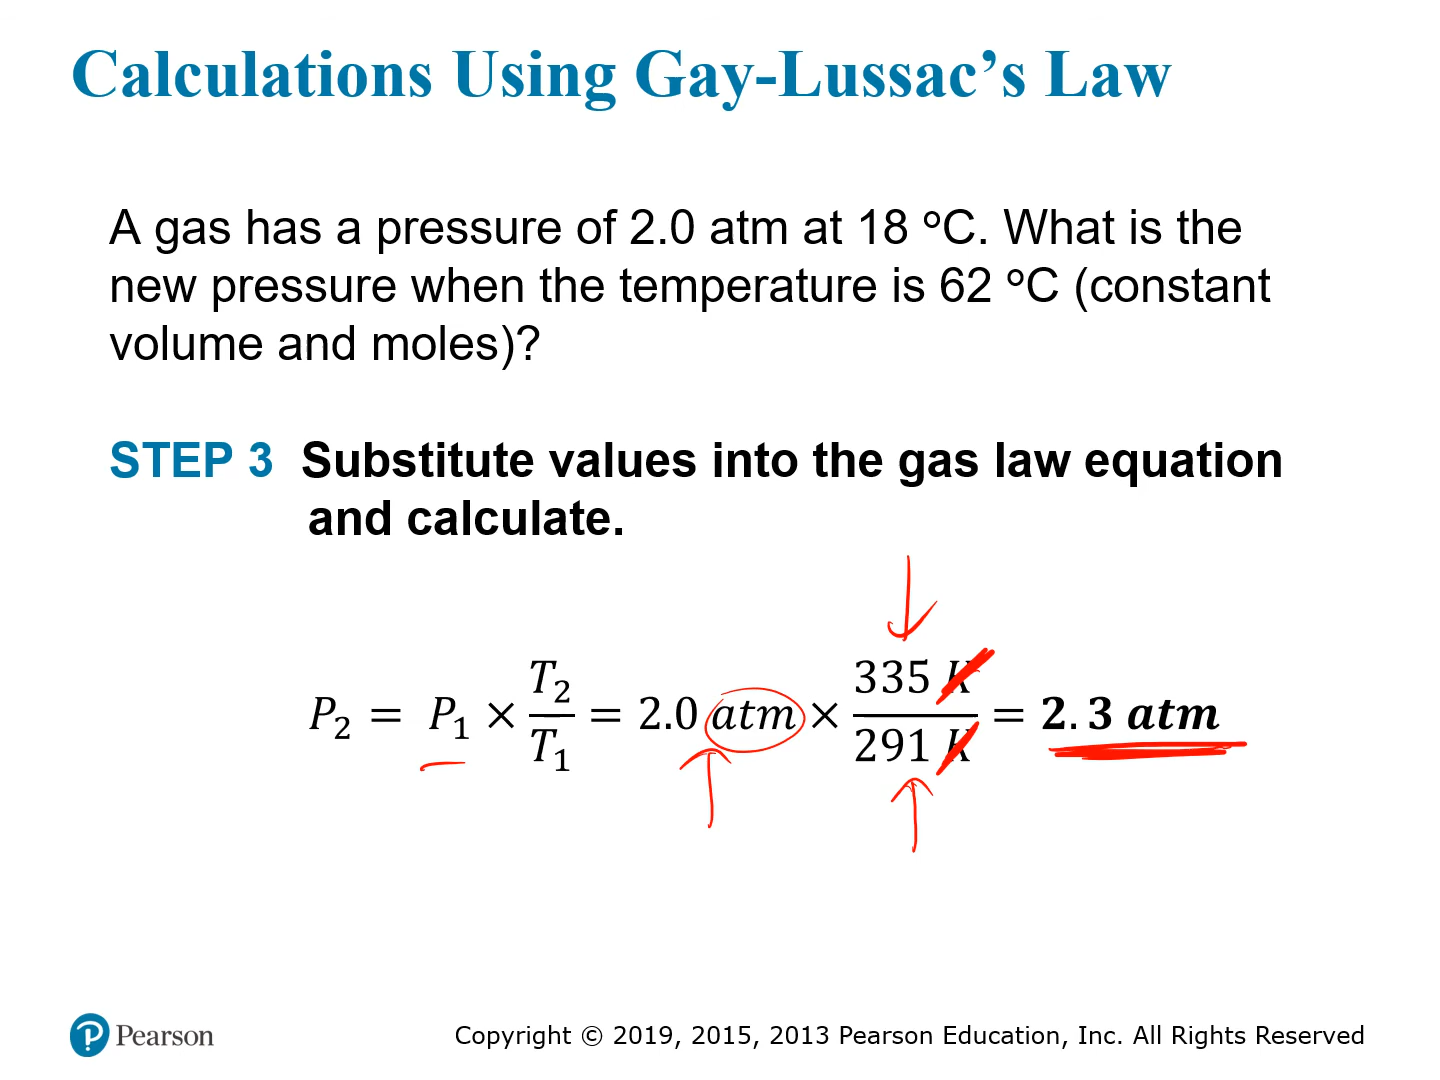 Calculations Using Gay-Lussac’s Law
A gas has a pressure of 2.0 atm at 18 °C. What is the
new pressure when the temperature is 62 °C (constant
volume and moles)?
STEP 3 Substitute values into the gas law equation
and calculate.
P₂ = P₁ × T₂/T₁ = 2.0 atm × 335 K/291 K = 2.3 atm
Pearson
Copyright © 2019, 2015, 2013 Pearson Education, Inc. All Rights Reserved